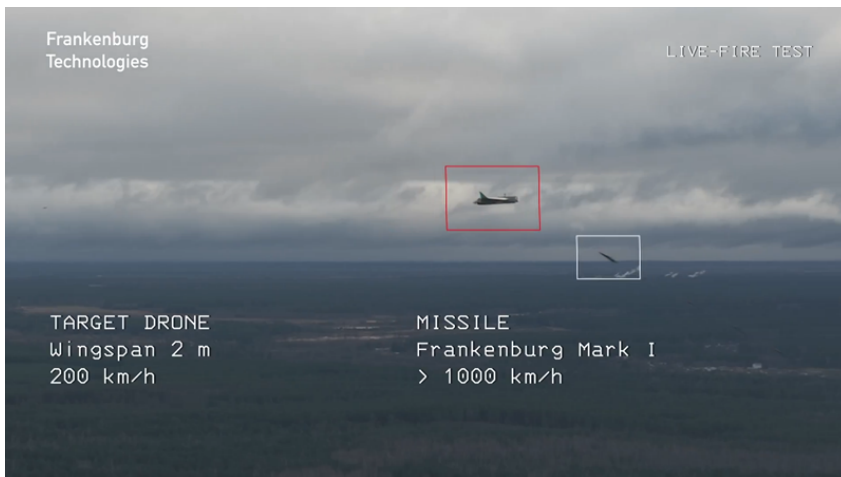 Frankenburg
Technologies
LIVE-FIRE TEST
TARGET DRONE
Wingspan 2 m
200 km/h
MISSILE
Frankenburg Mark I
> 1000 km/h